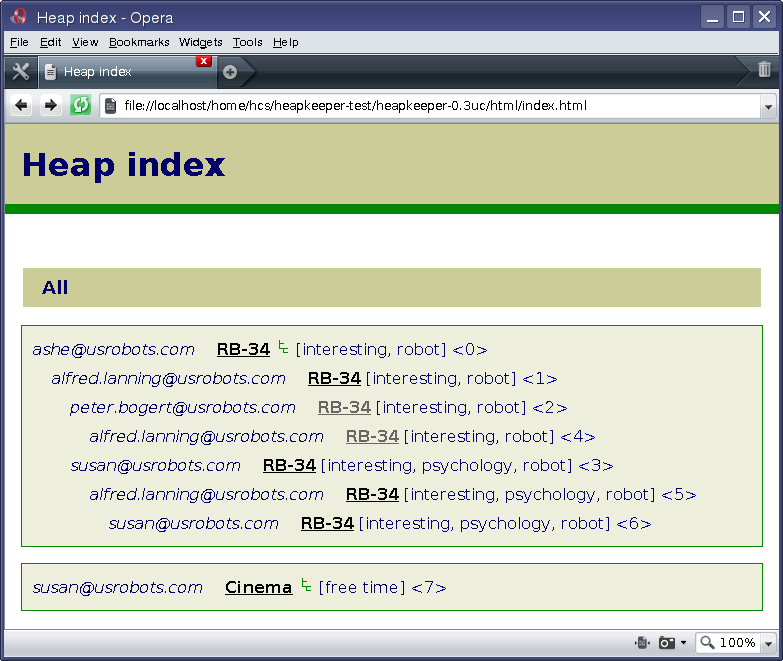 Heap index - Opera
File Edit View Bookmarks Widgets Tools Help
Heap index
file://localhost/home/hcs/heapkeeper-test/heapkeeper-0.3uc/html/index.html
Heap index
All
ashe@usrobots.com RB-34 [interesting, robot] <0>
alfred.lanning@usrobots.com RB-34 [interesting, robot] <1>
peter.bogert@usrobots.com RB-34 [interesting, robot] <2>
alfred.lanning@usrobots.com RB-34 [interesting, robot] <4>
susan@usrobots.com RB-34 [interesting, psychology, robot] <3>
alfred.lanning@usrobots.com RB-34 [interesting, psychology, robot] <5>
susan@usrobots.com RB-34 [interesting, psychology, robot] <6>
susan@usrobots.com Cinema [free time] <7>
100%